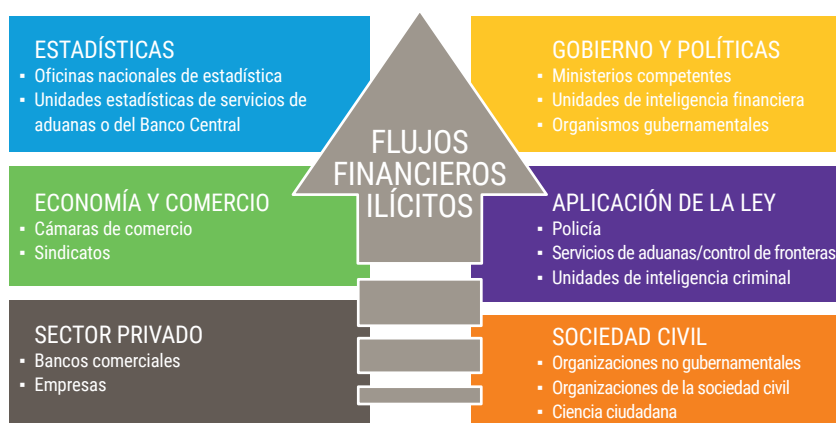 ESTADÍSTICAS
▪ Oficinas nacionales de estadística
▪ Unidades estadísticas de servicios de
aduanas o del Banco Central
GOBIERNO Y POLÍTICAS
▪ Ministerios competentes
▪ Unidades de inteligencia financiera
▪ Organismos gubernamentales
FLUJOS
FINANCIEROS
ILÍCITOS
ECONOMÍA Y COMERCIO
▪ Cámaras de comercio
▪ Sindicatos
APLICACIÓN DE LA LEY
▪ Policía
▪ Servicios de aduanas/control de fronteras
▪ Unidades de inteligencia criminal
SECTOR PRIVADO
▪ Bancos comerciales
▪ Empresas
SOCIEDAD CIVIL
▪ Organizaciones no gubernamentales
▪ Organizaciones de la sociedad civil
▪ Ciencia ciudadana